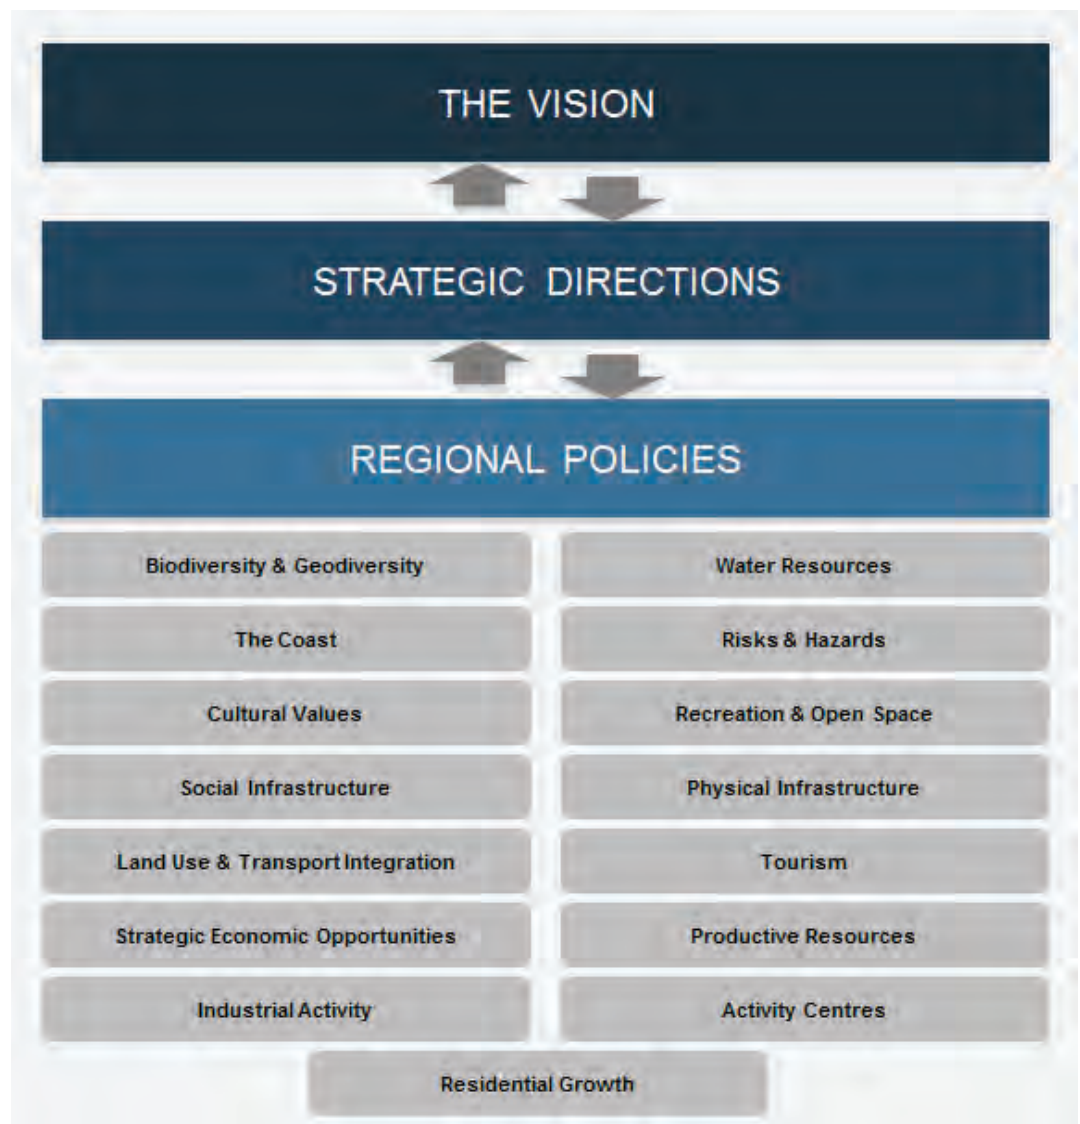 THE VISION
STRATEGIC DIRECTIONS
REGIONAL POLICIES
Biodiversity & Geodiversity
Water Resources
The Coast
Risks & Hazards
Cultural Values
Recreation & Open Space
Social Infrastructure
Physical Infrastructure
Land Use & Transport Integration
Tourism
Strategic Economic Opportunities
Productive Resources
Industrial Activity
Activity Centres
Residential Growth